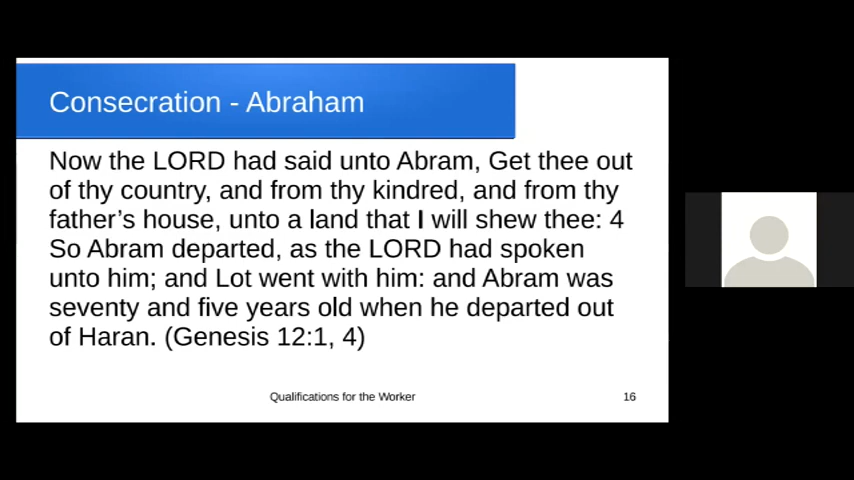 Consecration - Abraham
Now the LORD had said unto Abram, Get thee out
of thy country, and from thy kindred, and from thy
father’s house, unto a land that I will shew thee: 4
So Abram departed, as the LORD had spoken
unto him; and Lot went with him: and Abram was
seventy and five years old when he departed out
of Haran. (Genesis 12:1, 4)
Qualifications for the Worker
16